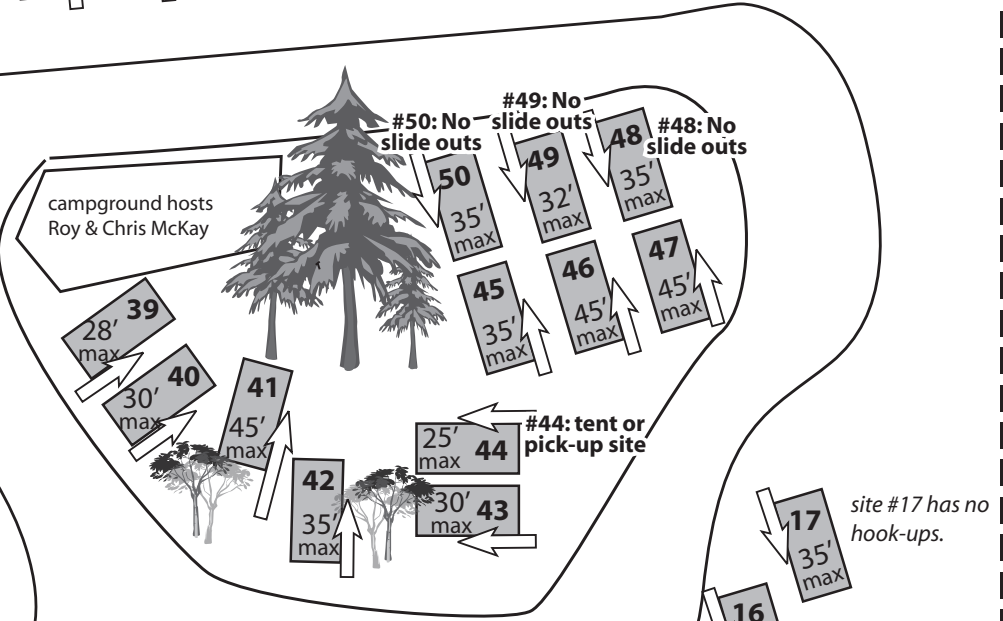 #50: No
slide outs
#49: No
slide outs
#48: No
slide outs
50
35′
max
49
32′
max
48
35′
max
campground hosts
Roy & Chris McKay
45
35′
max
46
45′
max
47
45′
max
39
28′
max
40
30′
max
41
45′
max
42
35′
max
#44: tent or
pick-up site
25′
max
44
30′
max
43
17
35′
max
site #17 has no
hook-ups.
16